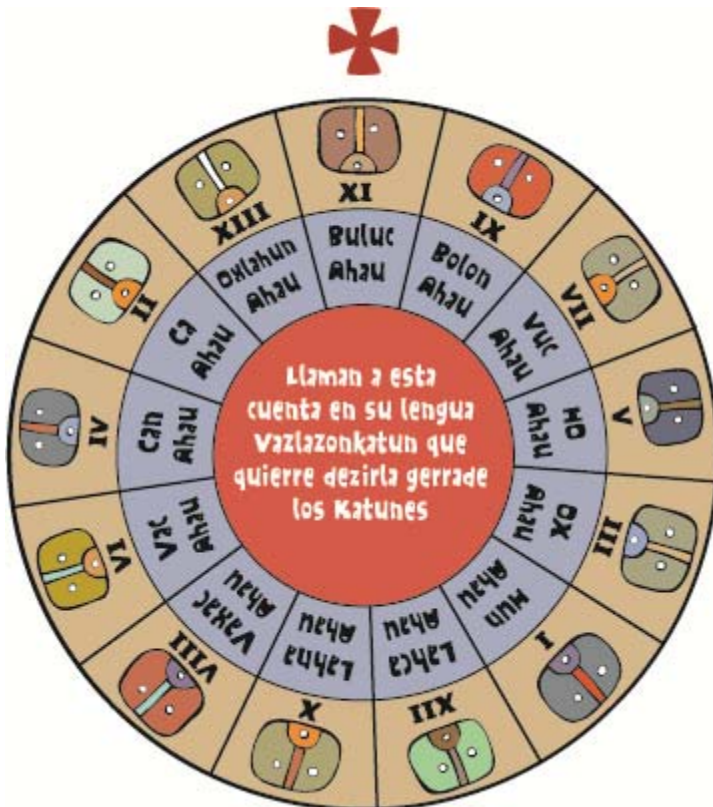 XI
Buluc
Ahau
IX
Bolon
Ahau
VII
Vuc
Ahau
V
HO
Ahau
III
OX
Ahau
I
Hun
Ahau
XII
Lahca
Ahau
X
Lahna
Ahau
VIII
Vaxac
Ahau
VI
Vac
Ahau
IV
Can
Ahau
II
Ca
Ahau
XIII
Oxlahun
Ahau
Llaman a esta
cuenta en su lengua
Vazlazonkatun que
quierre dezirla gerrade
los Katunes